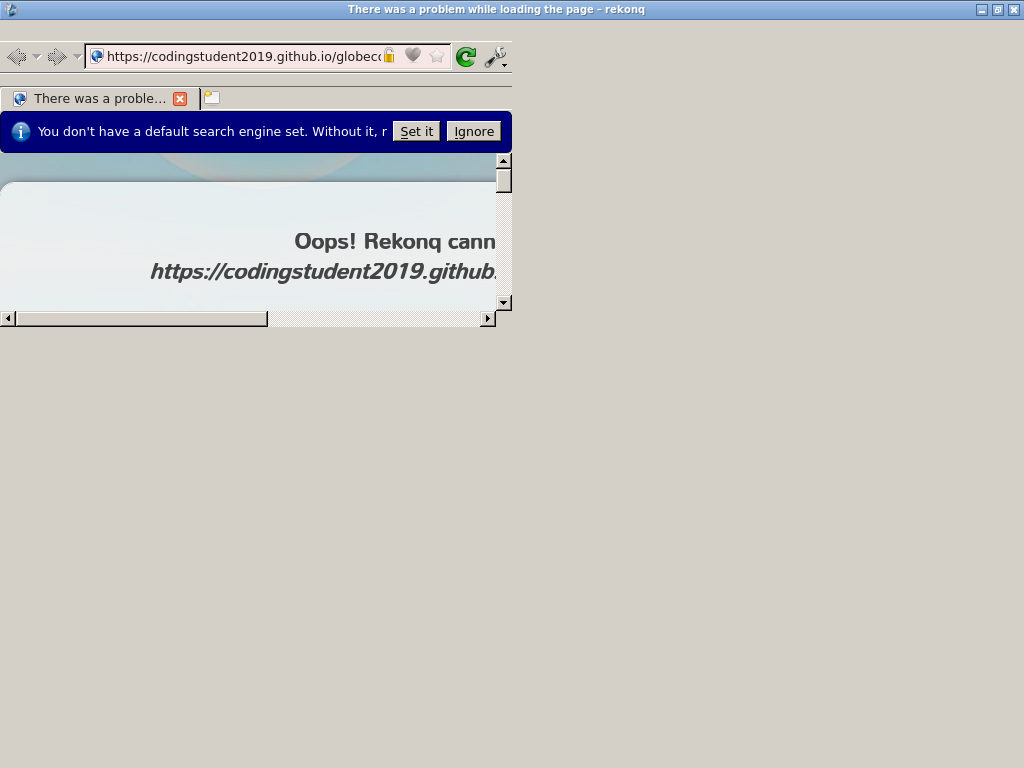 There was a problem while loading the page – rekonq
https://codingstudent2019.github.io/globec
There was a proble...
You don't have a default search engine set. Without it, r
Set it
Ignore
Oops! Rekonq cann
https://codingstudent2019.github.